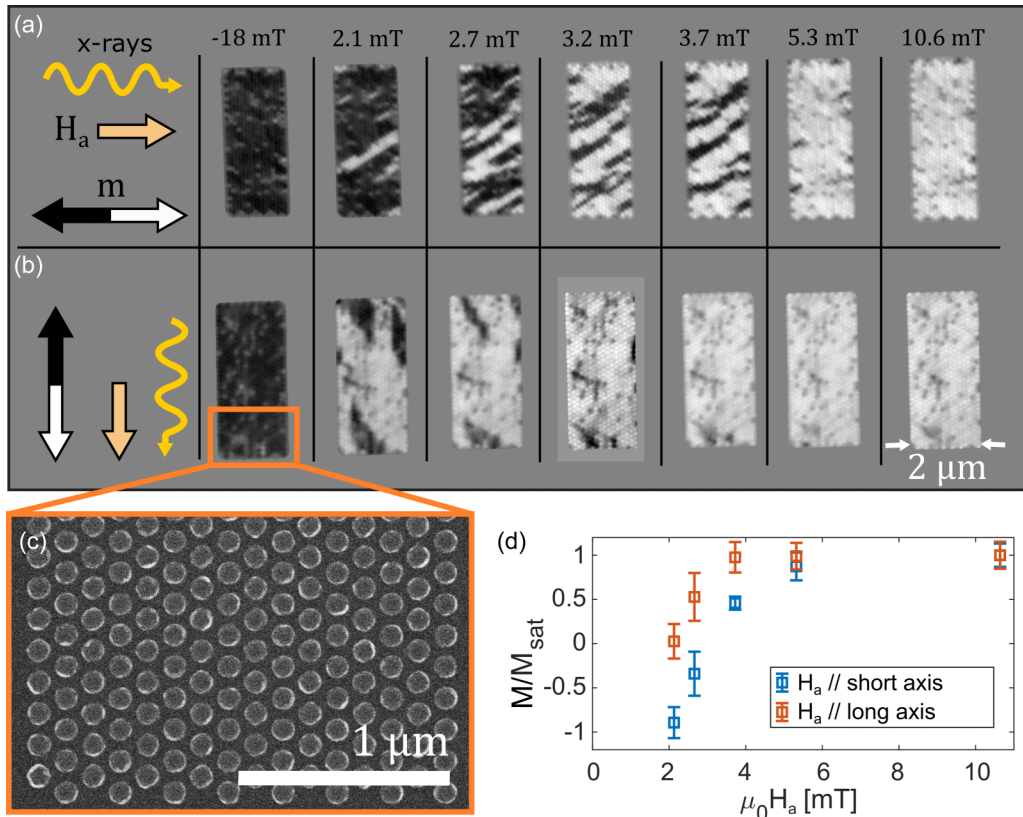 (a)
x-rays
-18 mT 2.1 mT 2.7 mT 3.2 mT 3.7 mT 5.3 mT 10.6 mT
Hₐ
m
(b)
2 μm
(c)
1 μm
(d)
M/M_sat
1
0.5
0
-0.5
-1
Hₐ // short axis
Hₐ // long axis
0 2 4 6 8 10
μ₀Hₐ [mT]